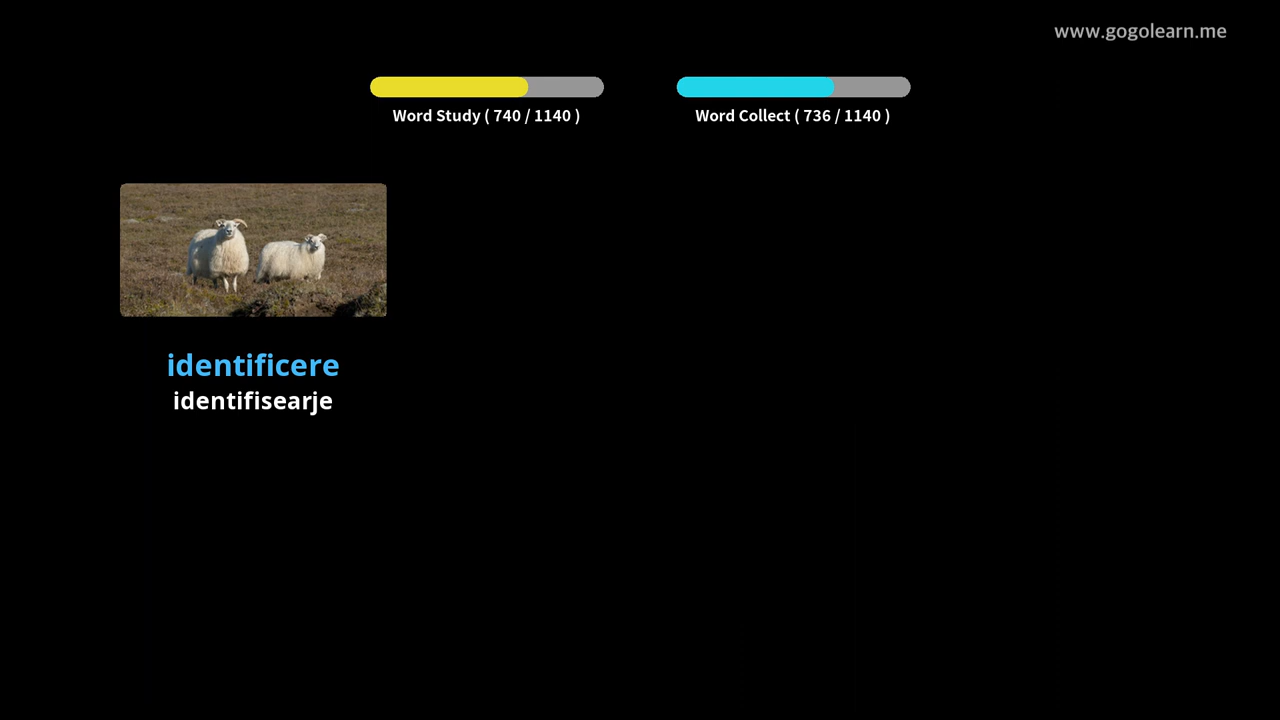 www.gogolearn.me
Word Study ( 740 / 1140 )
Word Collect ( 736 / 1140 )
identificere
identifisearje